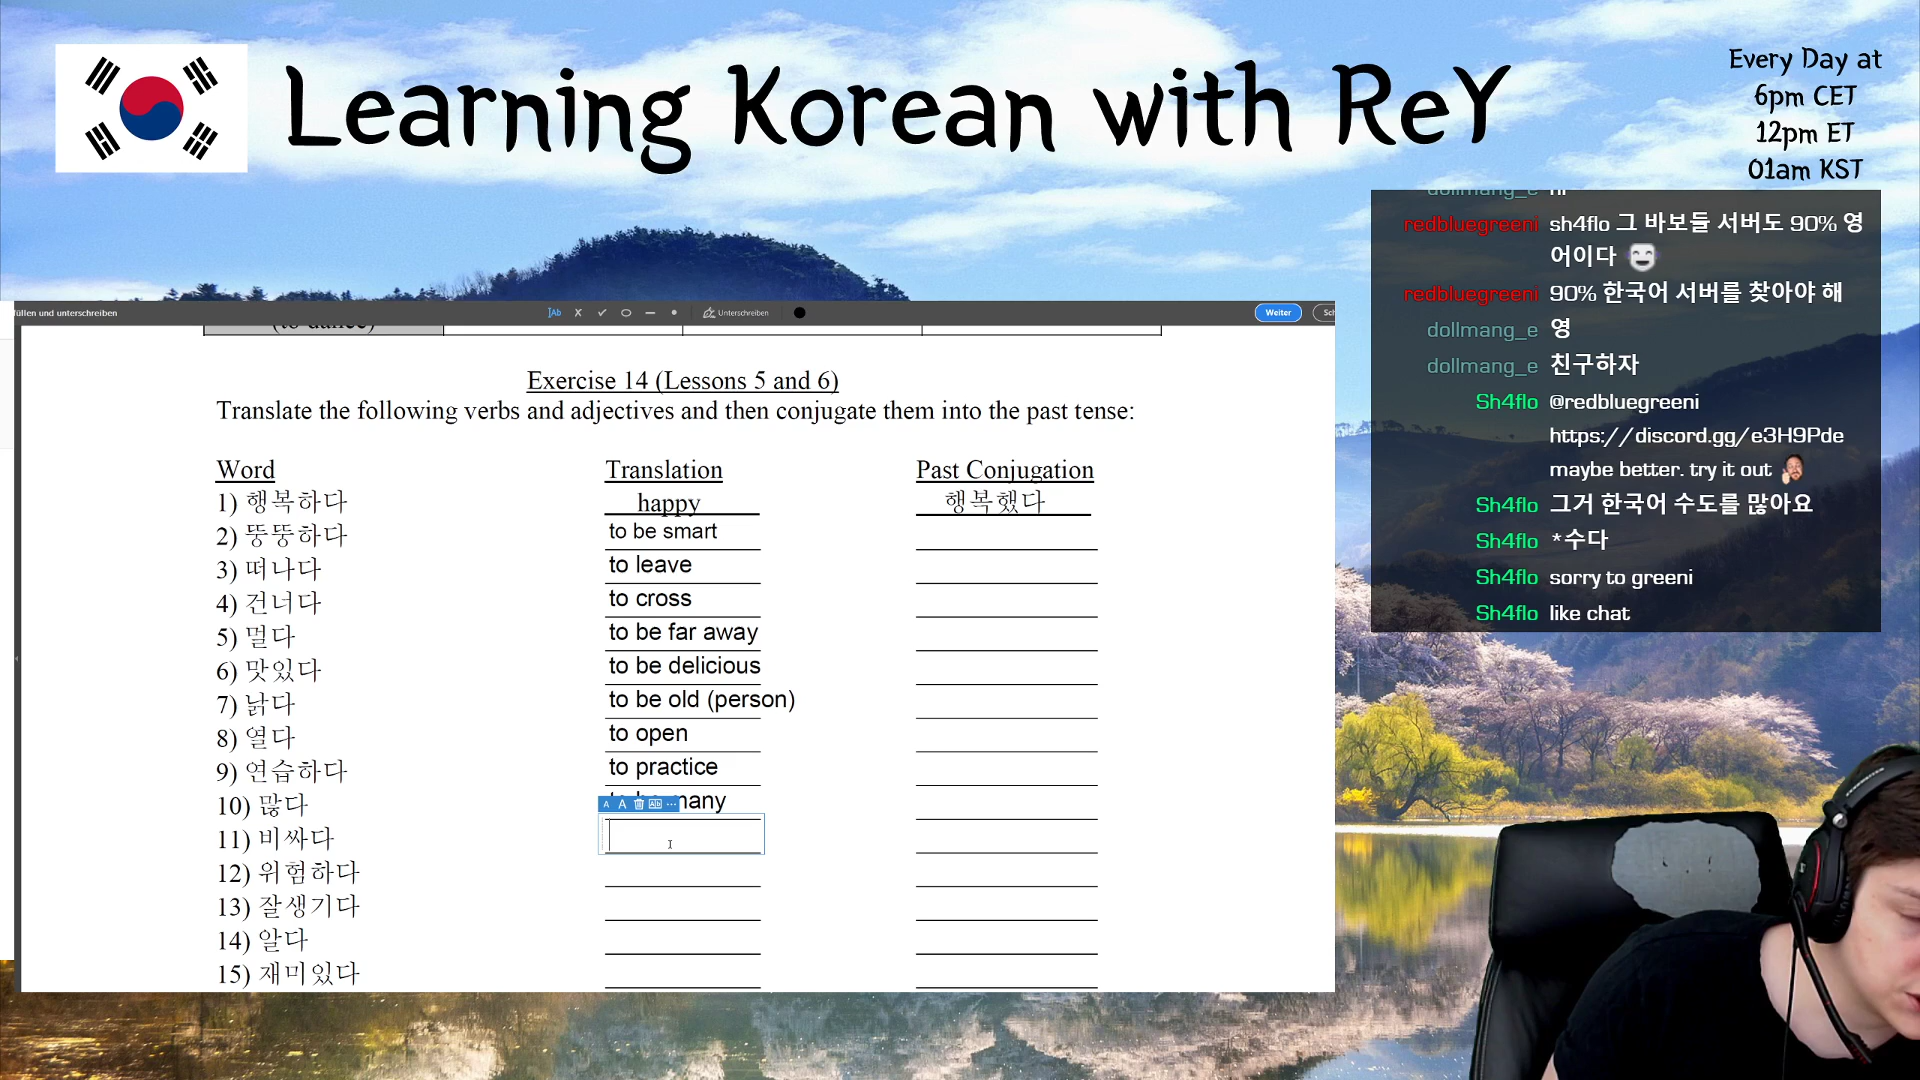 Learning Korean with ReY
Every Day at
6pm CET
12pm ET
01am KST
redbluegreeni sh4flo 그 바보들 서버도 90% 영
어이다
redbluegreeni 90% 한국어 서버를 찾아야 해
dollmang_e 영
dollmang_e 친구하자
Sh4flo @redbluegreeni
https://discord.gg/e3H9Pde
maybe better. try it out
Sh4flo 그거 한국어 수도를 많아요
Sh4flo *수다
Sh4flo sorry to greeni
Sh4flo like chat
füllen und unterschreiben
Unterschreiben
Weiter
Exercise 14 (Lessons 5 and 6)
Translate the following verbs and adjectives and then conjugate them into the past tense:
Word Translation Past Conjugation
1) 행복하다 happy 행복했다
2) 뚱뚱하다 to be smart
3) 떠나다 to leave
4) 건너다 to cross
5) 멀다 to be far away
6) 맛있다 to be delicious
7) 낡다 to be old (person)
8) 열다 to open
9) 연습하다 to practice
10) 많다 many
11) 비싸다
12) 위험하다
13) 잘생기다
14) 알다
15) 재미있다